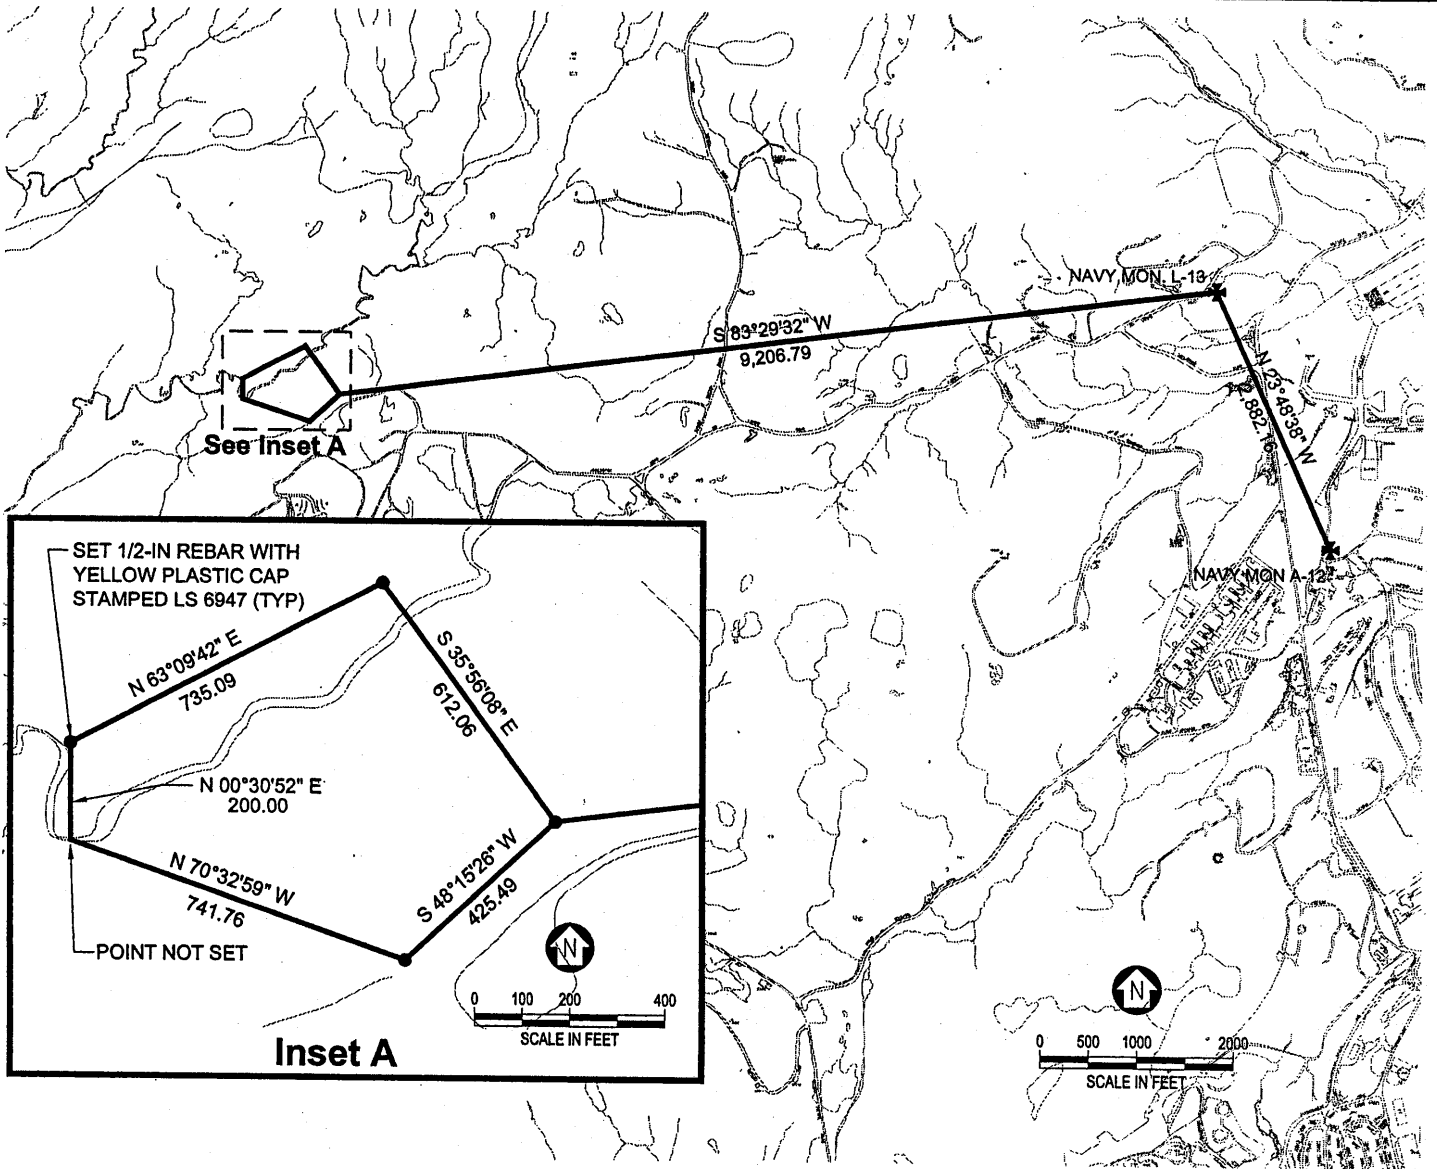 NAVY MON. L-13
S 83°29'32" W
9,206.79
N 23°48'38" W
,882.16
See Inset A
NAVY MON A-12
SET 1/2-IN REBAR WITH
YELLOW PLASTIC CAP
STAMPED LS 6947 (TYP)
N 63°09'42" E
735.09
S 35°56'08" E
612.06
N 00°30'52" E
200.00
N 70°32'59" W
741.76
S 48°15'26" W
425.49
POINT NOT SET
N
0 100 200 400
SCALE IN FEET
Inset A
N
0 500 1000 2000
SCALE IN FEET